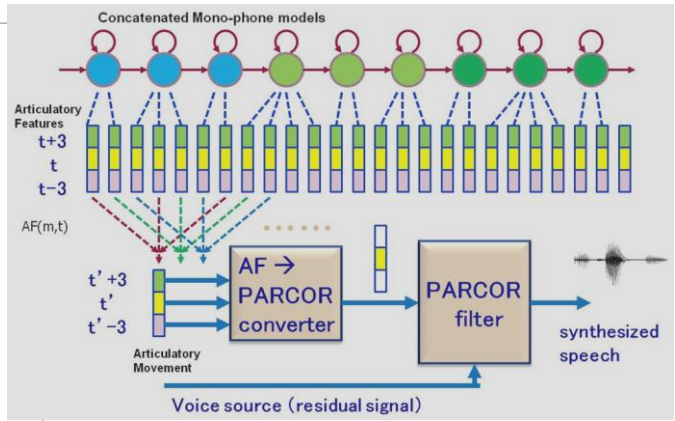 Concatenated Mono-phone models
Articulatory
Features
t+3
t
t-3
AF(m,t)
t'+3
t'
t'-3
Articulatory
Movement
AF →
PARCOR
converter
PARCOR
filter
synthesized
speech
Voice source (residual signal)